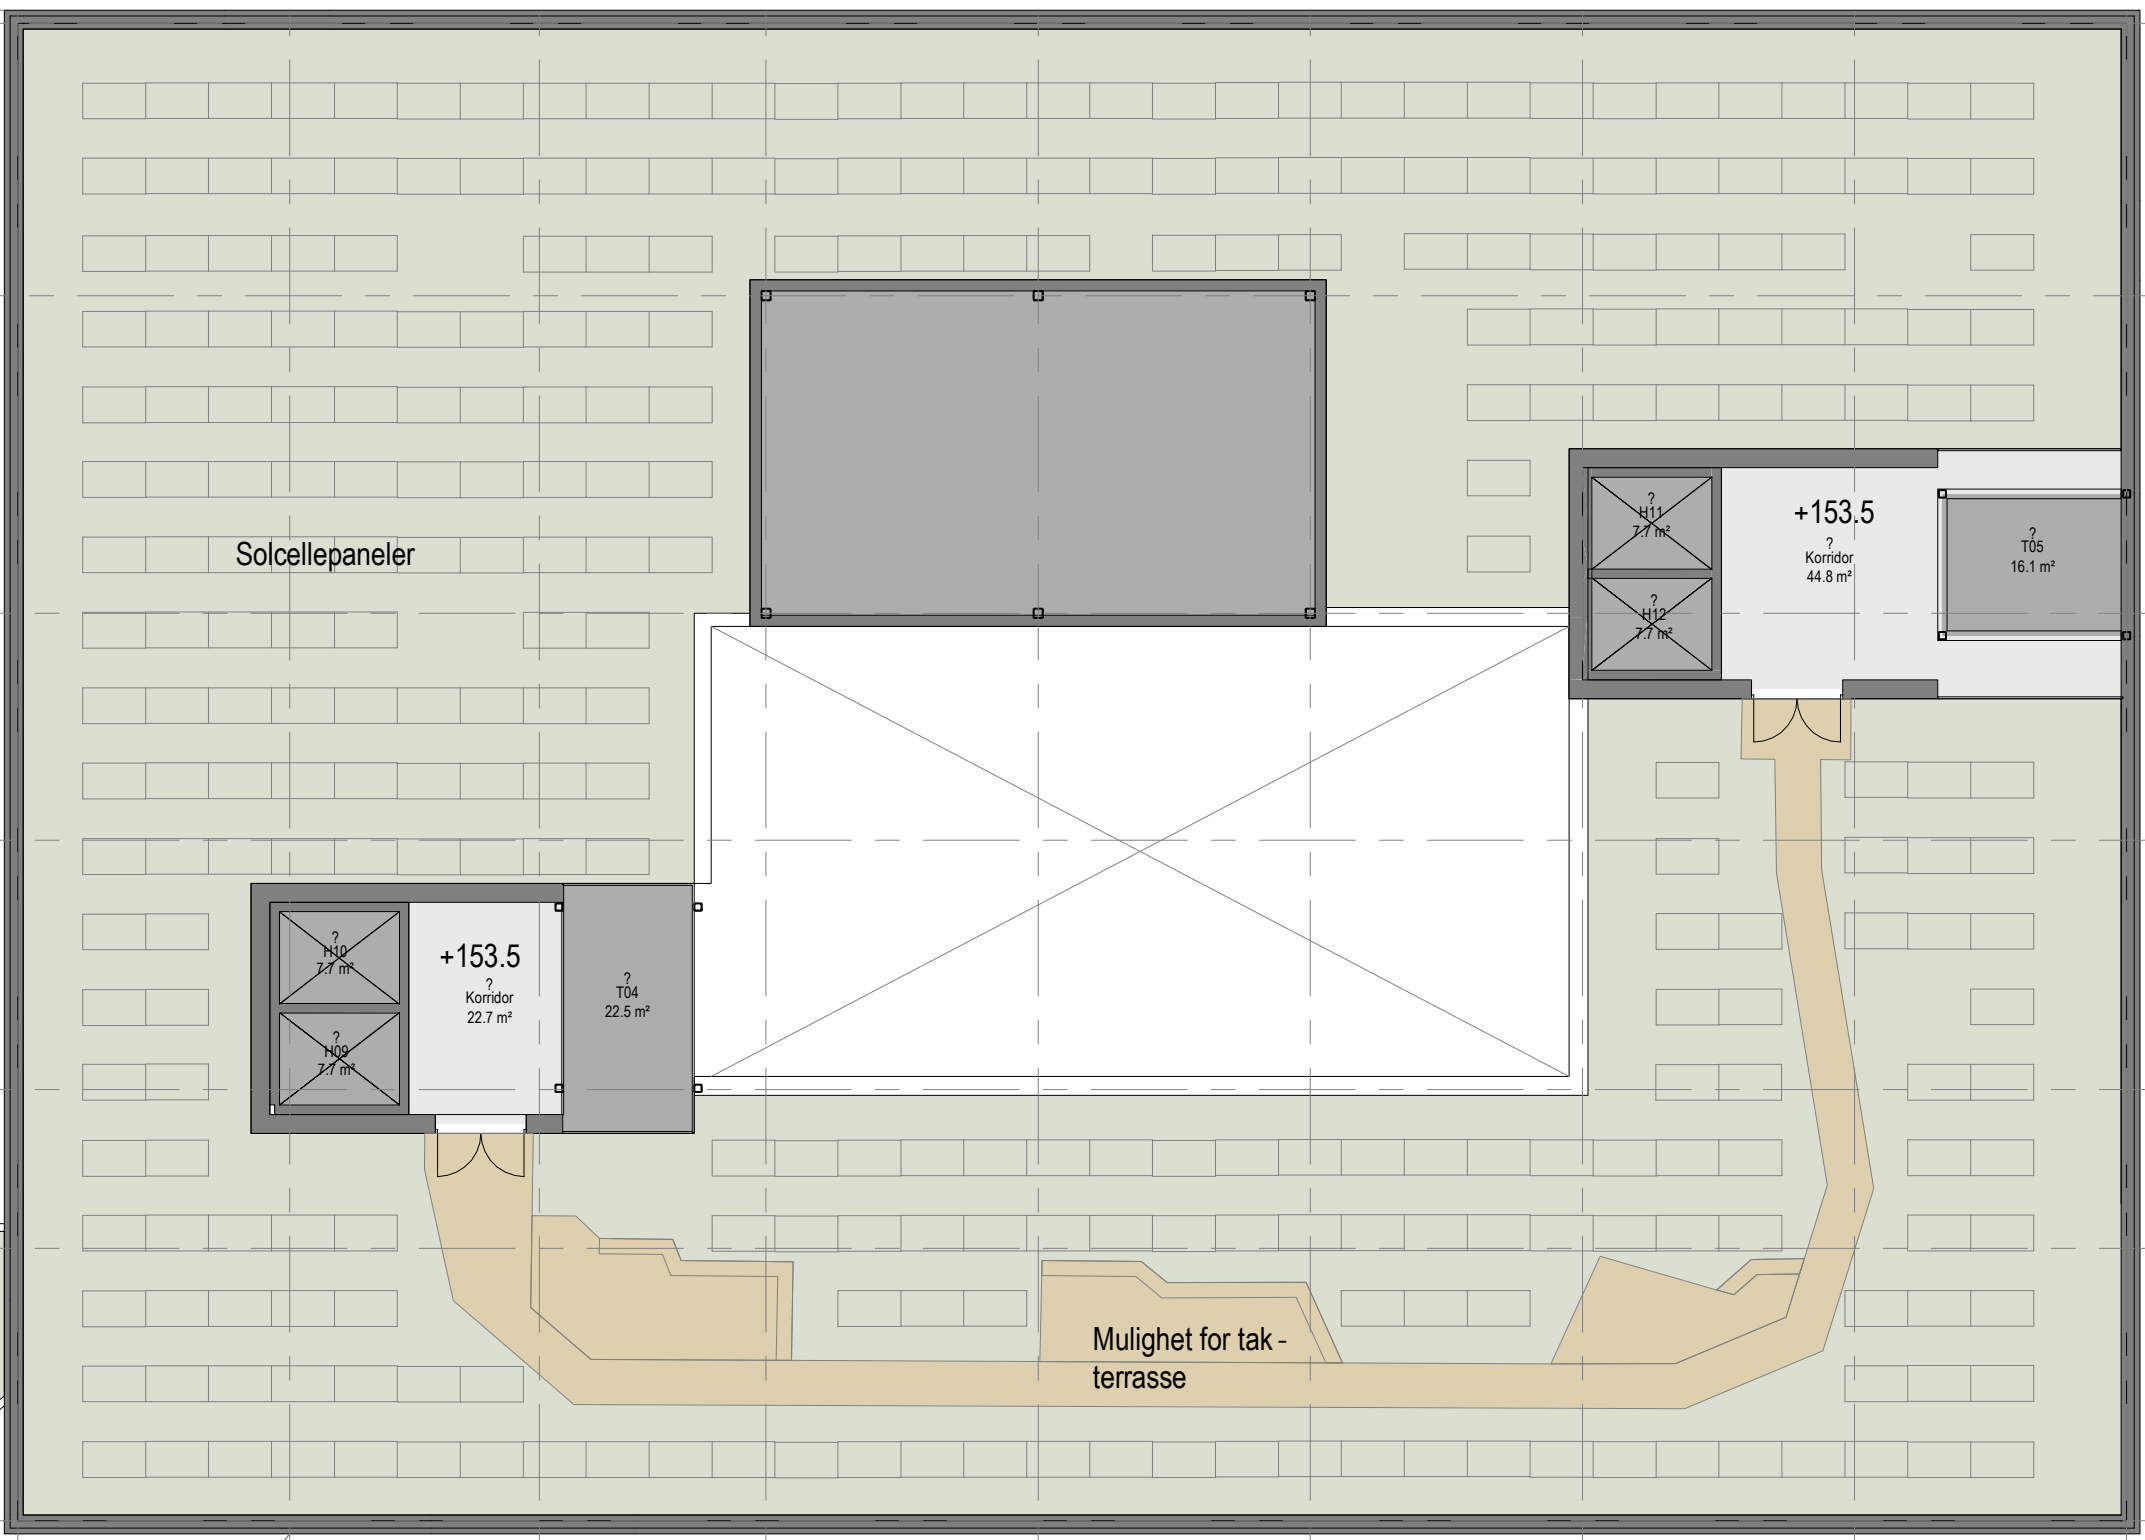 Solcellepaneler
?
H11
7.7 m²
?
H12
7.7 m²
+153.5
?
Korridor
44.8 m²
?
T05
16.1 m²
?
H10
7.7 m²
?
H09
7.7 m²
+153.5
?
Korridor
22.7 m²
?
T04
22.5 m²
Mulighet for tak -
terrasse